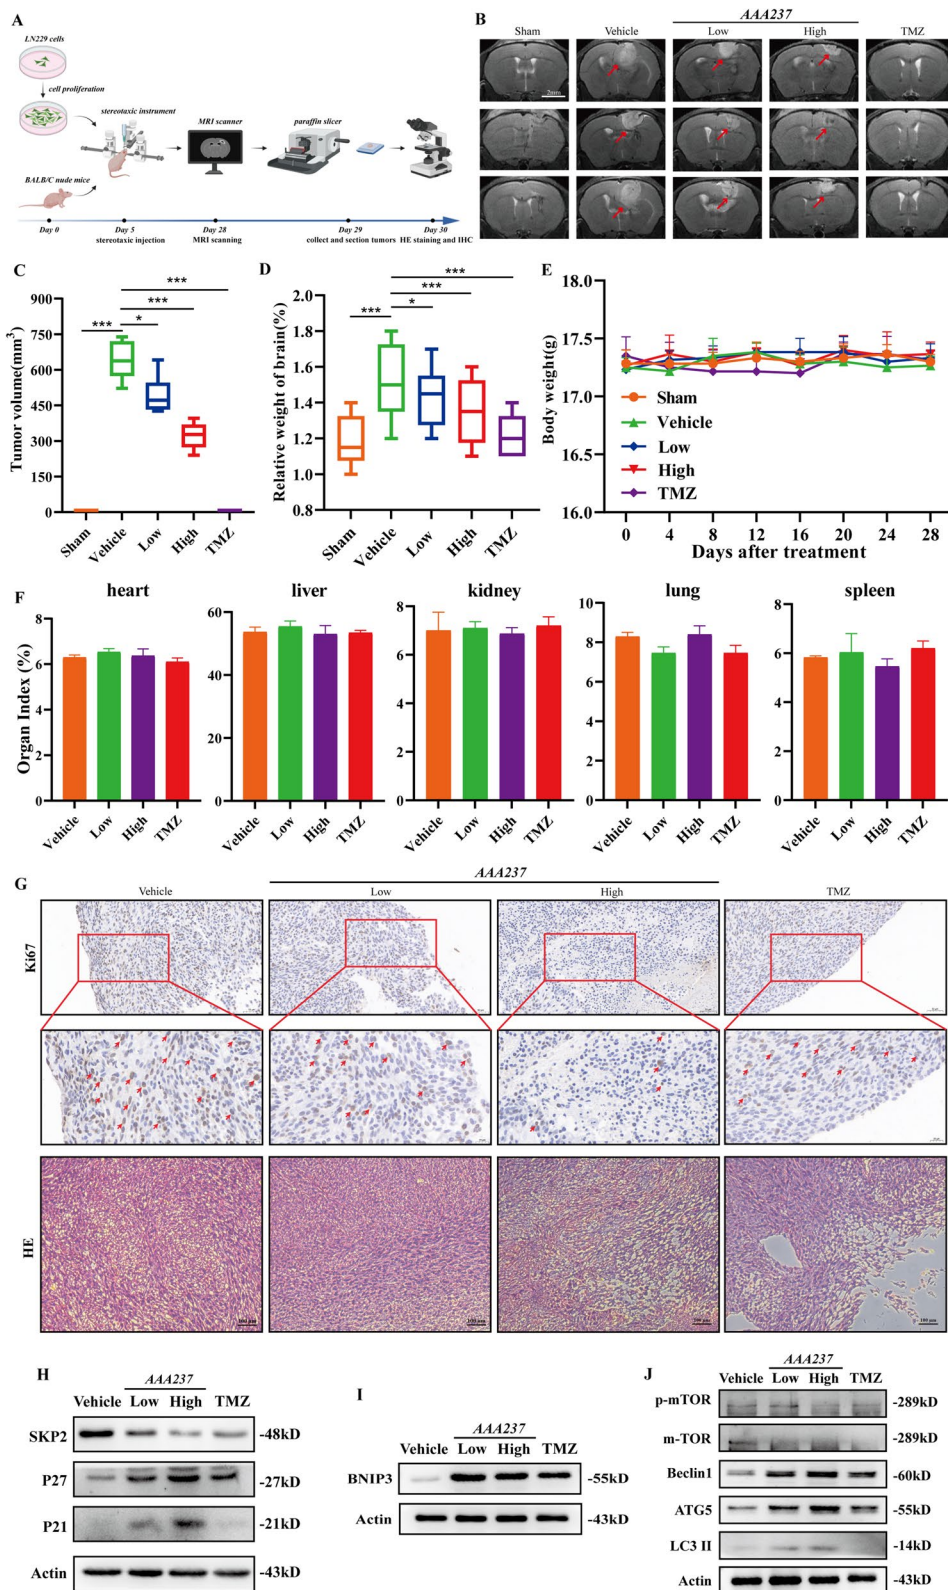 A
LN229 cells
cell proliferation
stereotaxic instrument
MRI scanner
paraffin slicer
BALB/C nude mice
Day 0
Day 5
Day 28
Day 29
Day 30
stereotaxic injection
MRI scanning
collect and section tumors
HE staining and IHC
B
AAA237
Sham
Vehicle
Low
High
TMZ
2mm
C
Tumor volume(mm3)
900
750
600
450
300
150
0
***
***
***
*
Sham
Vehicle
Low
High
TMZ
D
Relative weight of brain(%)
2.0
1.8
1.6
1.4
1.2
1.0
0.8
***
***
***
*
Sham
Vehicle
Low
High
TMZ
E
Body weight(g)
18.0
17.5
17.0
16.5
16.0
Sham
Vehicle
Low
High
TMZ
0 4 8 12 16 20 24 28
Days after treatment
F
Organ Index (%)
heart
8
6
4
2
0
Vehicle
Low
High
TMZ
liver
60
40
20
0
Vehicle
Low
High
TMZ
kidney
8
6
4
2
0
Vehicle
Low
High
TMZ
lung
10
8
6
4
2
0
Vehicle
Low
High
TMZ
spleen
8
6
4
2
0
Vehicle
Low
High
TMZ
G
AAA237
Vehicle
Low
High
TMZ
Ki67
HE
100 μm
100 μm
100 μm
100 μm
H
AAA237
Vehicle Low High TMZ
SKP2 -48kD
P27 -27kD
P21 -21kD
Actin -43kD
I
AAA237
Vehicle Low High TMZ
BNIP3 -55kD
Actin -43kD
J
AAA237
Vehicle Low High TMZ
p-mTOR -289kD
m-TOR -289kD
Beclin1 -60kD
ATG5 -55kD
LC3 II -14kD
Actin -43kD